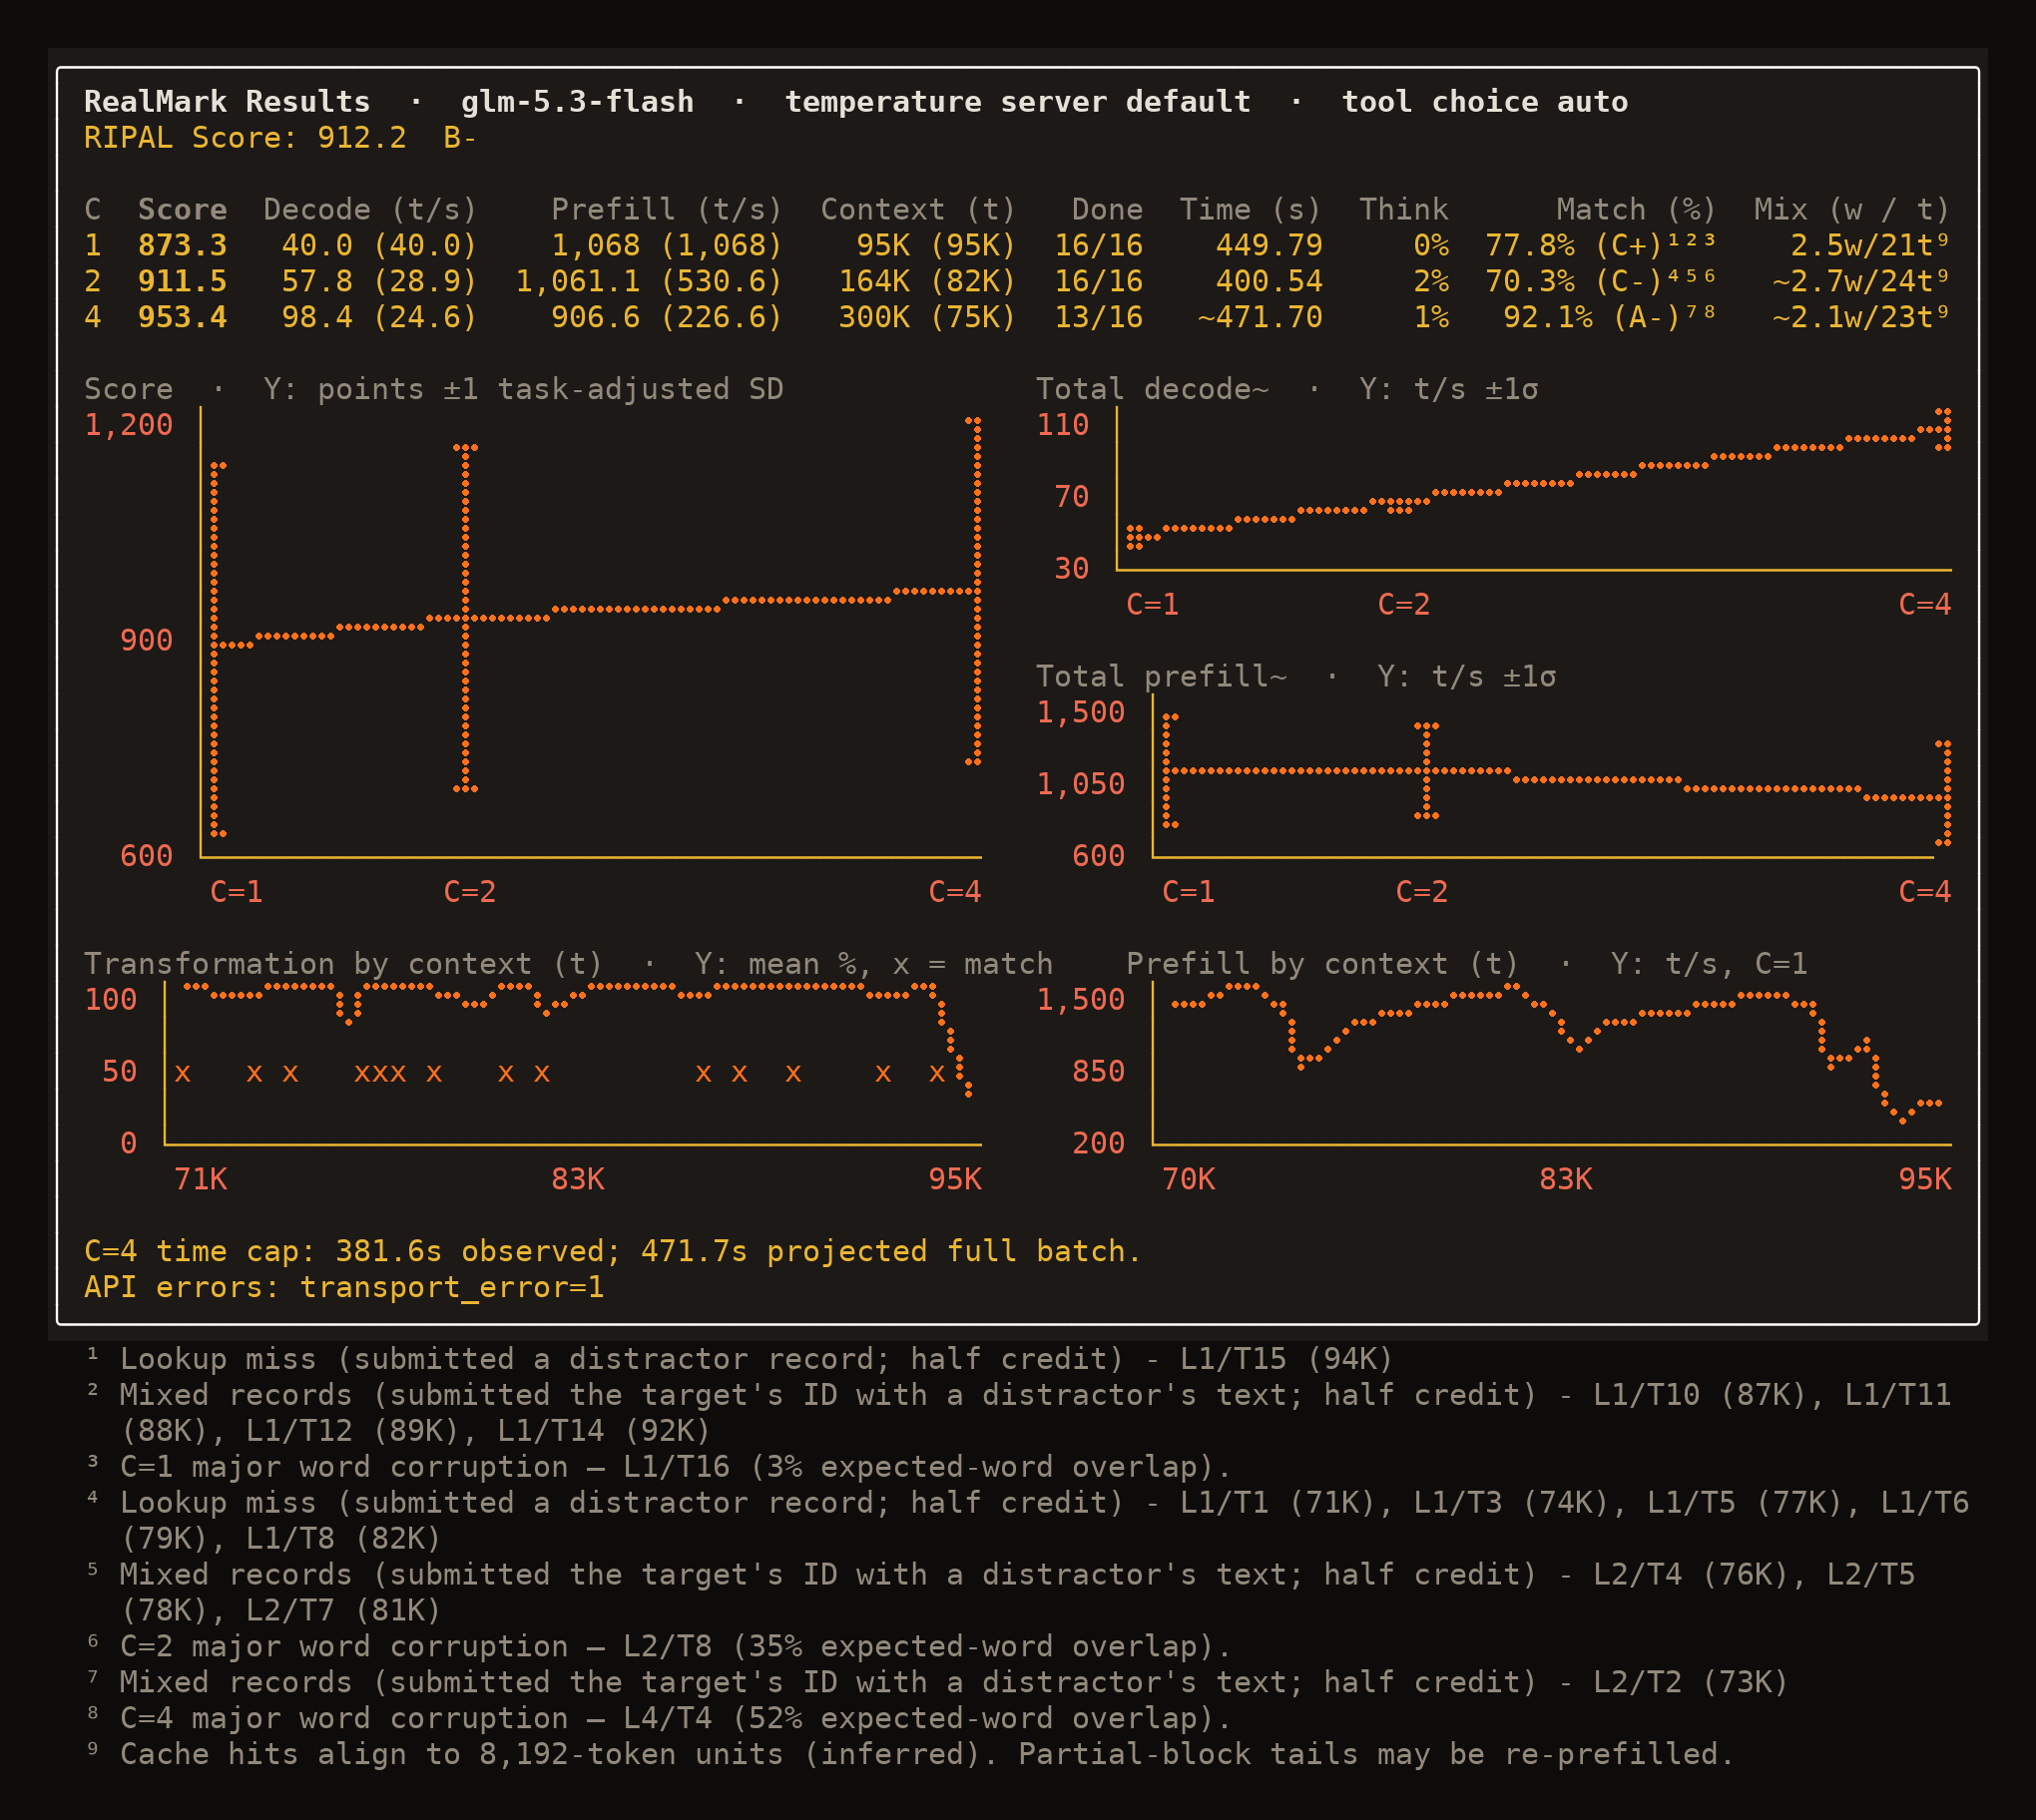 RealMark Results · glm-5.3-flash · temperature server default · tool choice auto
RIPAL Score: 912.2 B-
C Score Decode (t/s) Prefill (t/s) Context (t) Done Time (s) Think Match (%) Mix (w / t)
1 873.3 40.0 (40.0) 1,068 (1,068) 95K (95K) 16/16 449.79 0% 77.8% (C+)¹²³ 2.5w/21t⁹
2 911.5 57.8 (28.9) 1,061.1 (530.6) 164K (82K) 16/16 400.54 2% 70.3% (C-)⁴⁵⁶ ~2.7w/24t⁹
4 953.4 98.4 (24.6) 906.6 (226.6) 300K (75K) 13/16 ~471.70 1% 92.1% (A-)⁷⁸ ~2.1w/23t⁹
Score · Y: points ±1 task-adjusted SD
1,200
900
600
C=1 C=2 C=4
Total decode~ · Y: t/s ±1σ
110
70
30
C=1 C=2 C=4
Total prefill~ · Y: t/s ±1σ
1,500
1,050
600
C=1 C=2 C=4
Transformation by context (t) · Y: mean %, x = match
100
50 x x x xxx x x x x x x x x
0
71K 83K 95K
Prefill by context (t) · Y: t/s, C=1
1,500
850
200
70K 83K 95K
C=4 time cap: 381.6s observed; 471.7s projected full batch.
API errors: transport_error=1
¹ Lookup miss (submitted a distractor record; half credit) - L1/T15 (94K)
² Mixed records (submitted the target's ID with a distractor's text; half credit) - L1/T10 (87K), L1/T11
(88K), L1/T12 (89K), L1/T14 (92K)
³ C=1 major word corruption — L1/T16 (3% expected-word overlap).
⁴ Lookup miss (submitted a distractor record; half credit) - L1/T1 (71K), L1/T3 (74K), L1/T5 (77K), L1/T6
(79K), L1/T8 (82K)
⁵ Mixed records (submitted the target's ID with a distractor's text; half credit) - L2/T4 (76K), L2/T5
(78K), L2/T7 (81K)
⁶ C=2 major word corruption — L2/T8 (35% expected-word overlap).
⁷ Mixed records (submitted the target's ID with a distractor's text; half credit) - L2/T2 (73K)
⁸ C=4 major word corruption — L4/T4 (52% expected-word overlap).
⁹ Cache hits align to 8,192-token units (inferred). Partial-block tails may be re-prefilled.